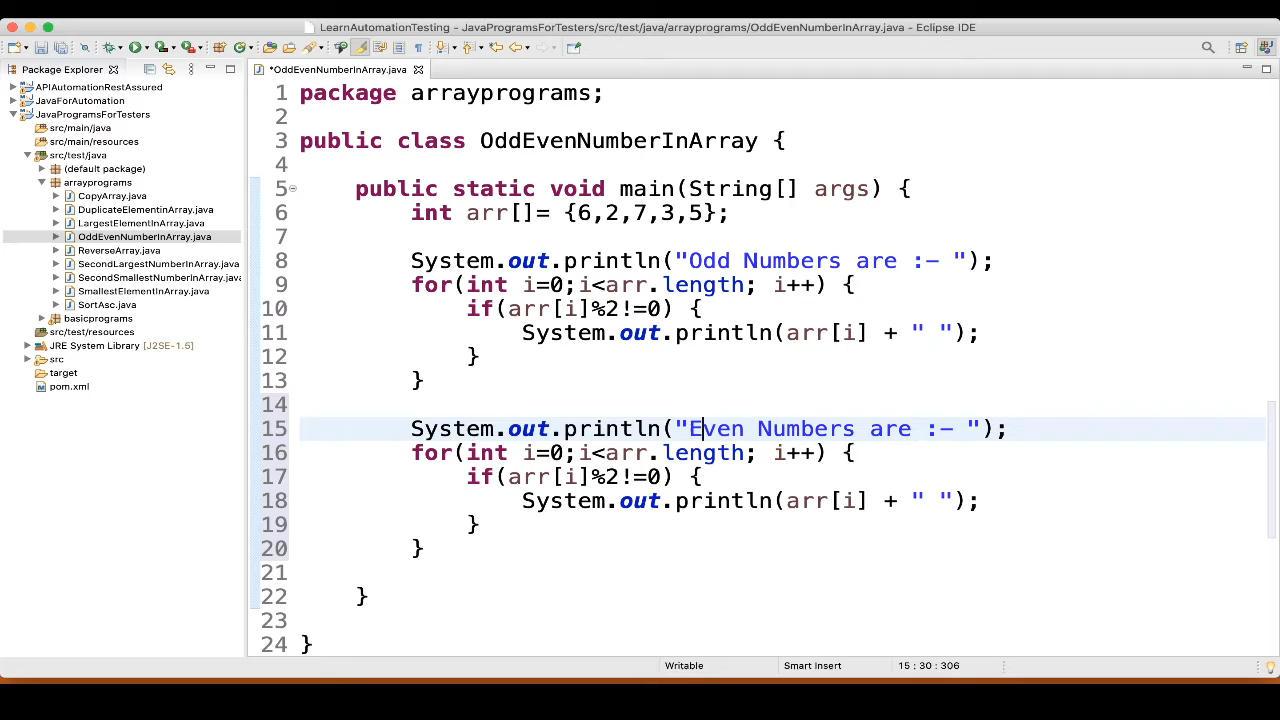 LearnAutomationTesting - JavaProgramsForTesters/src/test/java/arrayprograms/OddEvenNumberInArray.java - Eclipse IDE
Package Explorer
*OddEvenNumberInArray.java
APIAutomationRestAssured
JavaForAutomation
JavaProgramsForTesters
src/main/java
src/main/resources
src/test/java
(default package)
arrayprograms
CopyArray.java
DuplicateElementinArray.java
LargestElementInArray.java
OddEvenNumberInArray.java
ReverseArray.java
SecondLargestNumberInArray.java
SecondSmallestNumberInArray.java
SmallestElementInArray.java
SortAsc.java
basicprograms
src/test/resources
JRE System Library [J2SE-1.5]
src
target
pom.xml
1 package arrayprograms;
2
3 public class OddEvenNumberInArray {
4
5 public static void main(String[] args) {
6 int arr[]= {6,2,7,3,5};
7
8 System.out.println("Odd Numbers are :- ");
9 for(int i=0;i<arr.length; i++) {
10 if(arr[i]%2!=0) {
11 System.out.println(arr[i] + " ");
12 }
13 }
14
15 System.out.println("Even Numbers are :- ");
16 for(int i=0;i<arr.length; i++) {
17 if(arr[i]%2!=0) {
18 System.out.println(arr[i] + " ");
19 }
20 }
21
22 }
23
24 }
Writable Smart Insert 15 : 30 : 306